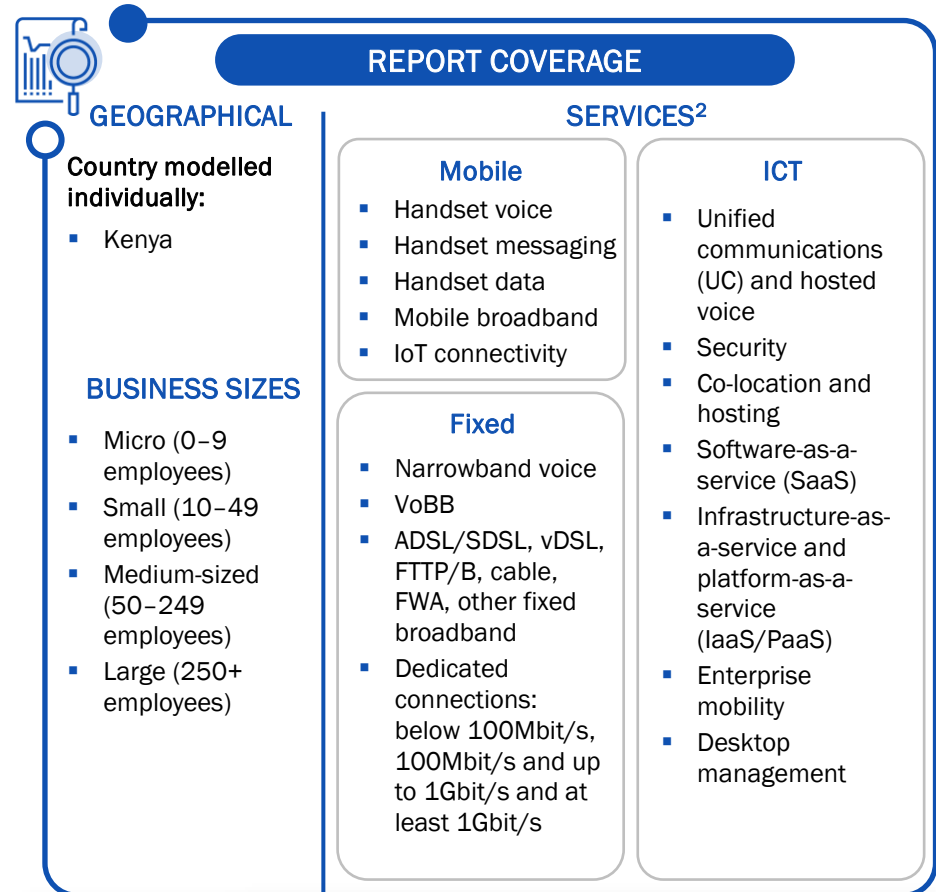 REPORT COVERAGE
GEOGRAPHICAL
Country modelled
individually:
▪ Kenya
BUSINESS SIZES
▪ Micro (0–9
employees)
▪ Small (10–49
employees)
▪ Medium-sized
(50–249
employees)
▪ Large (250+
employees)
SERVICES²
Mobile
▪ Handset voice
▪ Handset messaging
▪ Handset data
▪ Mobile broadband
▪ IoT connectivity
Fixed
▪ Narrowband voice
▪ VoBB
▪ ADSL/SDSL, vDSL,
FTTP/B, cable,
FWA, other fixed
broadband
▪ Dedicated
connections:
below 100Mbit/s,
100Mbit/s and up
to 1Gbit/s and at
least 1Gbit/s
ICT
▪ Unified
communications
(UC) and hosted
voice
▪ Security
▪ Co-location and
hosting
▪ Software-as-a-
service (SaaS)
▪ Infrastructure-as-
a-service and
platform-as-a-
service
(IaaS/PaaS)
▪ Enterprise
mobility
▪ Desktop
management